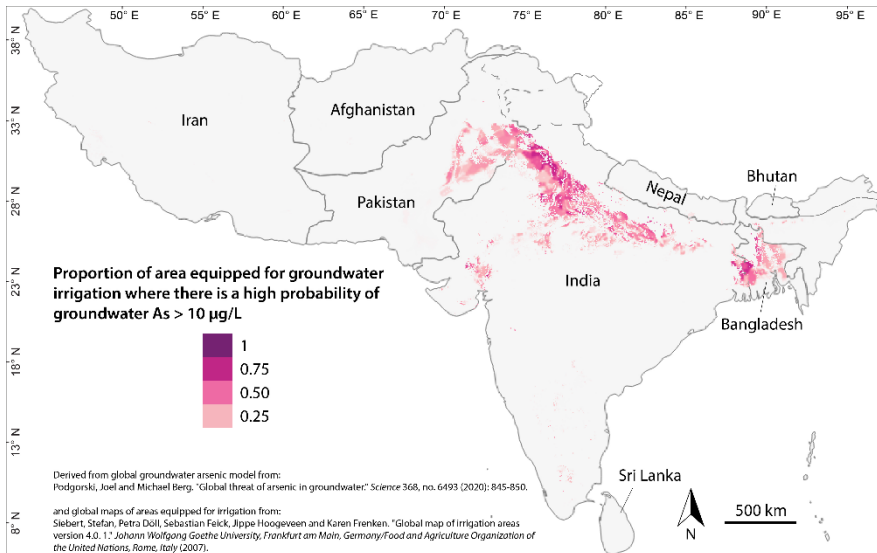 50° E 55° E 60° E 65° E 70° E 75° E 80° E 85° E 90° E 95° E
38° N
33° N
28° N
23° N
18° N
13° N
8° N
Iran
Afghanistan
Pakistan
Nepal
Bhutan
India
Bangladesh
Sri Lanka
Proportion of area equipped for groundwater
irrigation where there is a high probability of
groundwater As > 10 µg/L
1
0.75
0.50
0.25
Derived from global groundwater arsenic model from:
Podgorski, Joel and Michael Berg. "Global threat of arsenic in groundwater." Science 368, no. 6493 (2020): 845-850.
and global maps of areas equipped for irrigation from:
Siebert, Stefan, Petra Döll, Sebastian Feick, Jippe Hoogeveen and Karen Frenken. "Global map of irrigation areas
version 4.0. 1." Johann Wolfgang Goethe University, Frankfurt am Main, Germany/Food and Agriculture Organization of
the United Nations, Rome, Italy (2007).
N
500 km